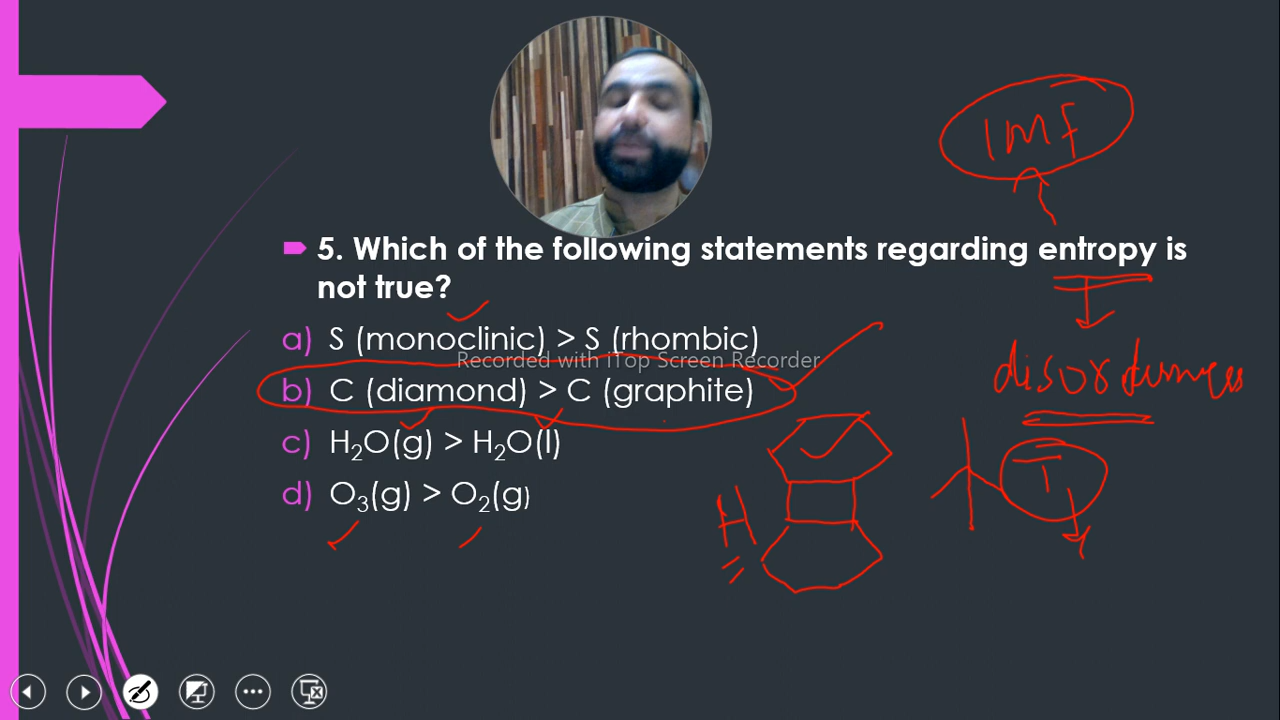 IMF
5. Which of the following statements regarding entropy is
not true?
a) S (monoclinic) > S (rhombic)
Recorded with iTop Screen Recorder
b) C (diamond) > C (graphite)
c) H₂O(g) > H₂O(l)
d) O₃(g) > O₂(g)
H
T